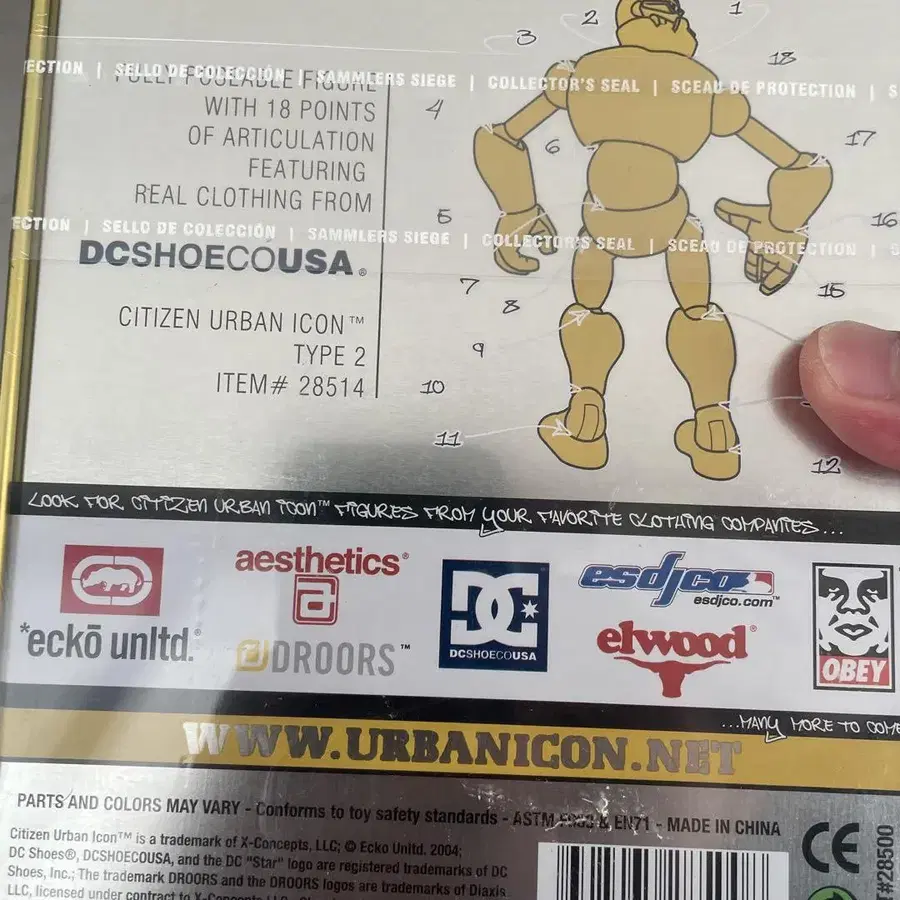 1
2
3
18
ECTION | SELLO DE COLECCIÓN | SAMMLERS SIEGE | COLLECTOR'S SEAL | SCEAU DE PROTECTION | S
FULLY POSEABLE FIGURE
WITH 18 POINTS
OF ARTICULATION
FEATURING
REAL CLOTHING FROM
4
17
6
5
16
ECTION | SELLO DE COLECCIÓN | SAMMLERS SIEGE | COLLECTOR'S SEAL | SCEAU DE PROTECTION | S
DCSHOECOUSA®
7
15
8
CITIZEN URBAN ICON™
TYPE 2
ITEM# 28514
9
10
11
12
LOOK FOR CITIZEN URBAN ICON™ FIGURES FROM YOUR FAVORITE CLOTHING COMPANIES...
*eckō unltd.®
aesthetics®
a
DROORS™
DC
DCSHOECOUSA
esdjco
esdjco.com™
elwood®
OBEY
...MANY MORE TO COME
WWW.URBANICON.NET
PARTS AND COLORS MAY VARY - Conforms to toy safety standards - ASTM & EN71 - MADE IN CHINA
Citizen Urban Icon™ is a trademark of X-Concepts, LLC; © Ecko Unltd. 2004;
DC Shoes®, DCSHOECOUSA, and the DC "Star" logo are registered trademarks of DC
Shoes, Inc.; The trademark DROORS and the DROORS logos are trademarks of Diaxis
LLC, licensed under contract to X-Concepts
CE
T#28500